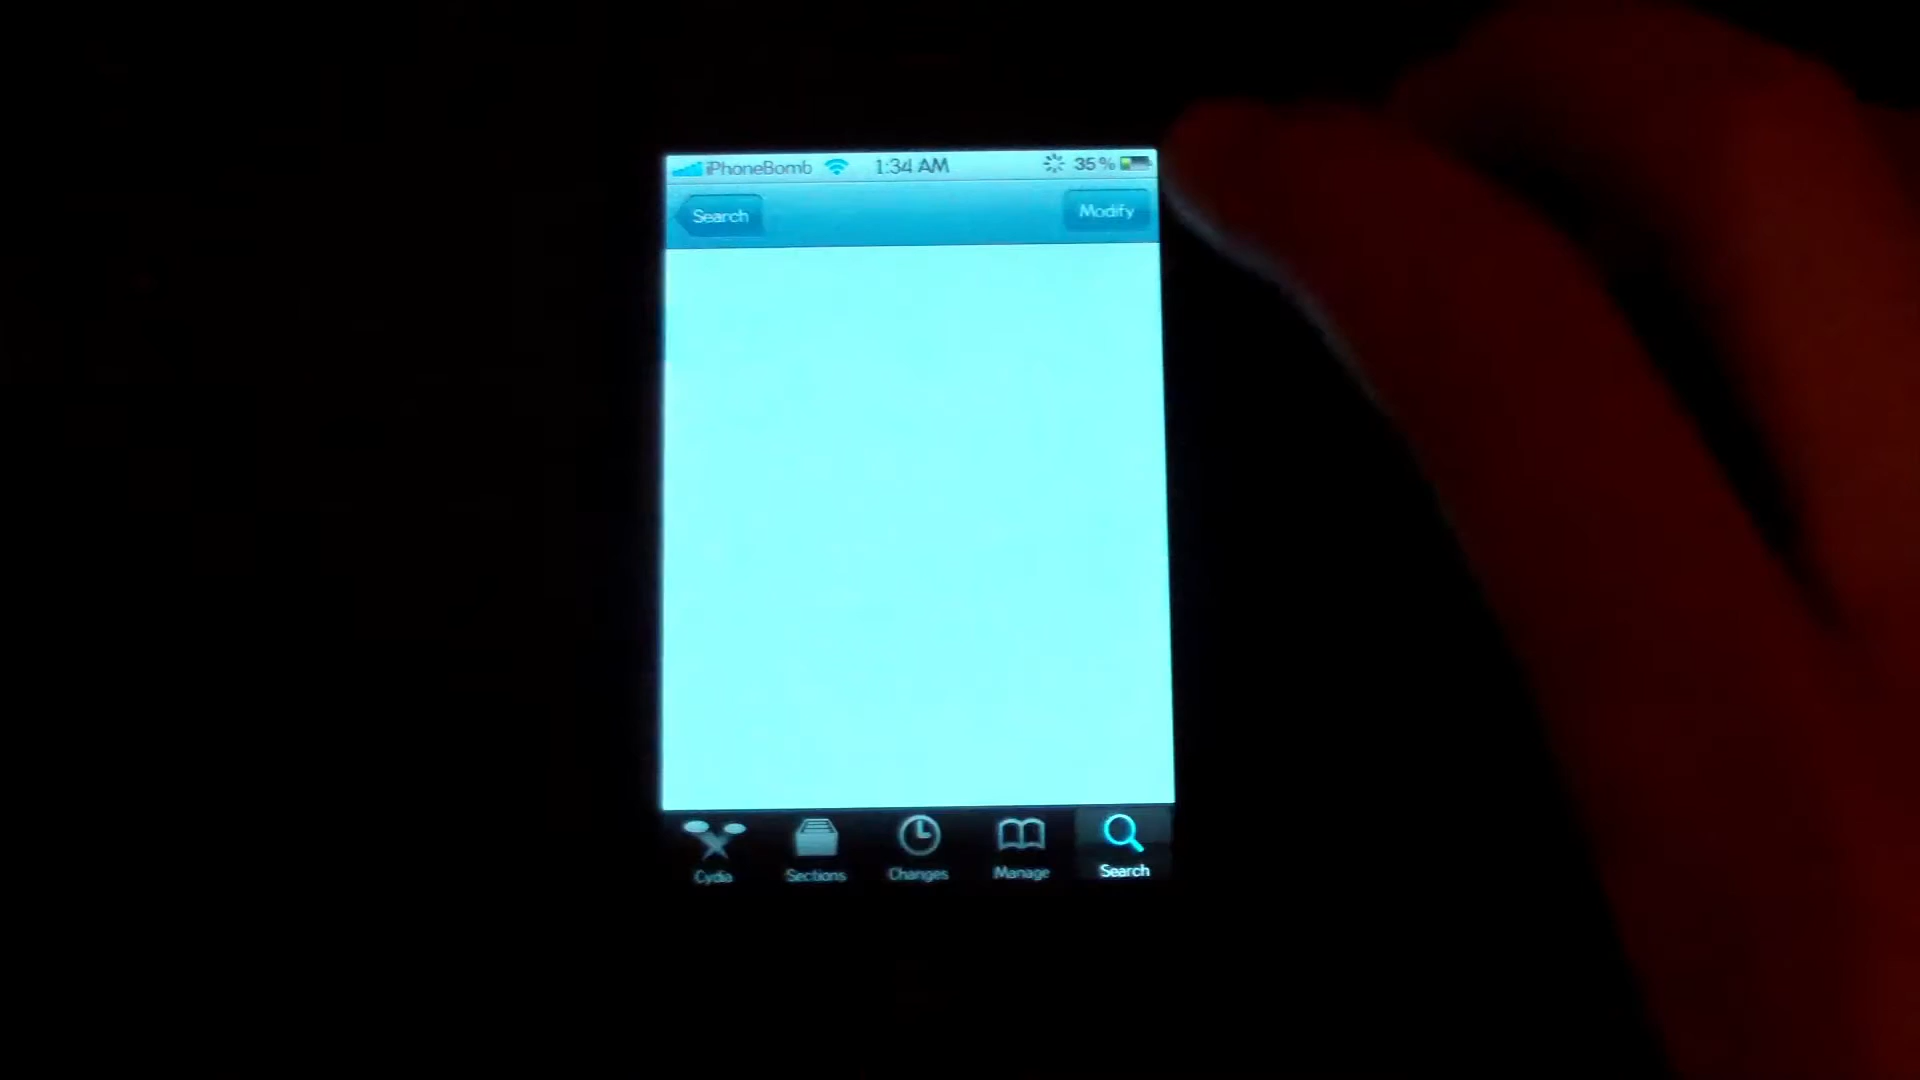 iPhoneBomb 1:34 AM 35%
Search Modify
Cydia Sections Changes Manage Search